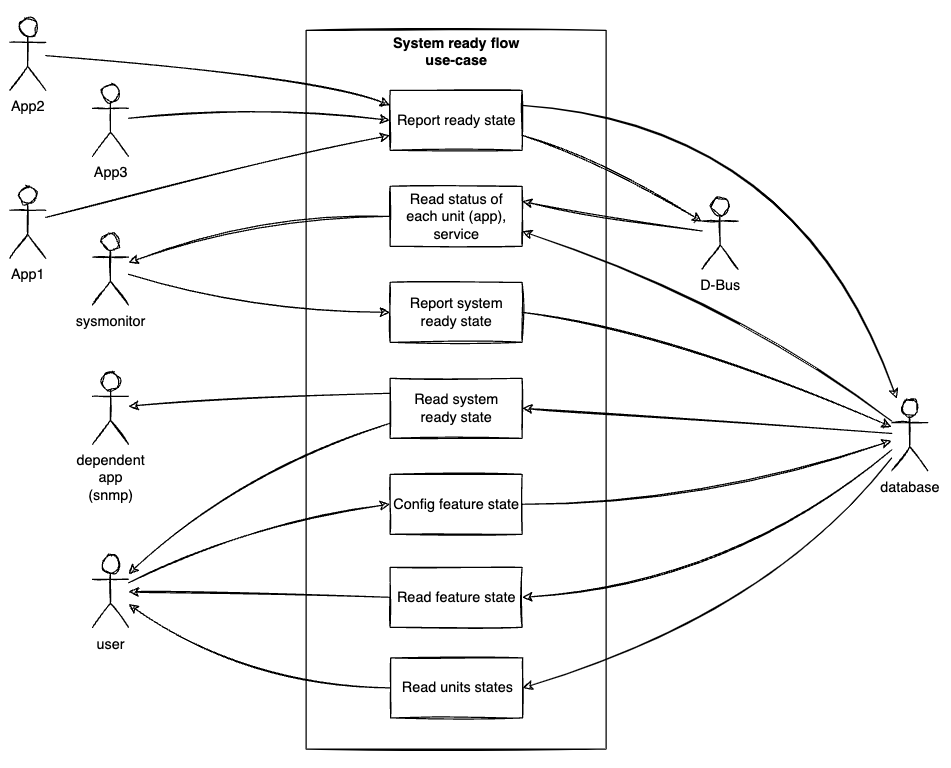 System ready flow
use-case
App2
App3
App1
sysmonitor
dependent
app
(snmp)
user
Report ready state
Read status of
each unit (app),
service
Report system
ready state
Read system
ready state
Config feature state
Read feature state
Read units states
D-Bus
database